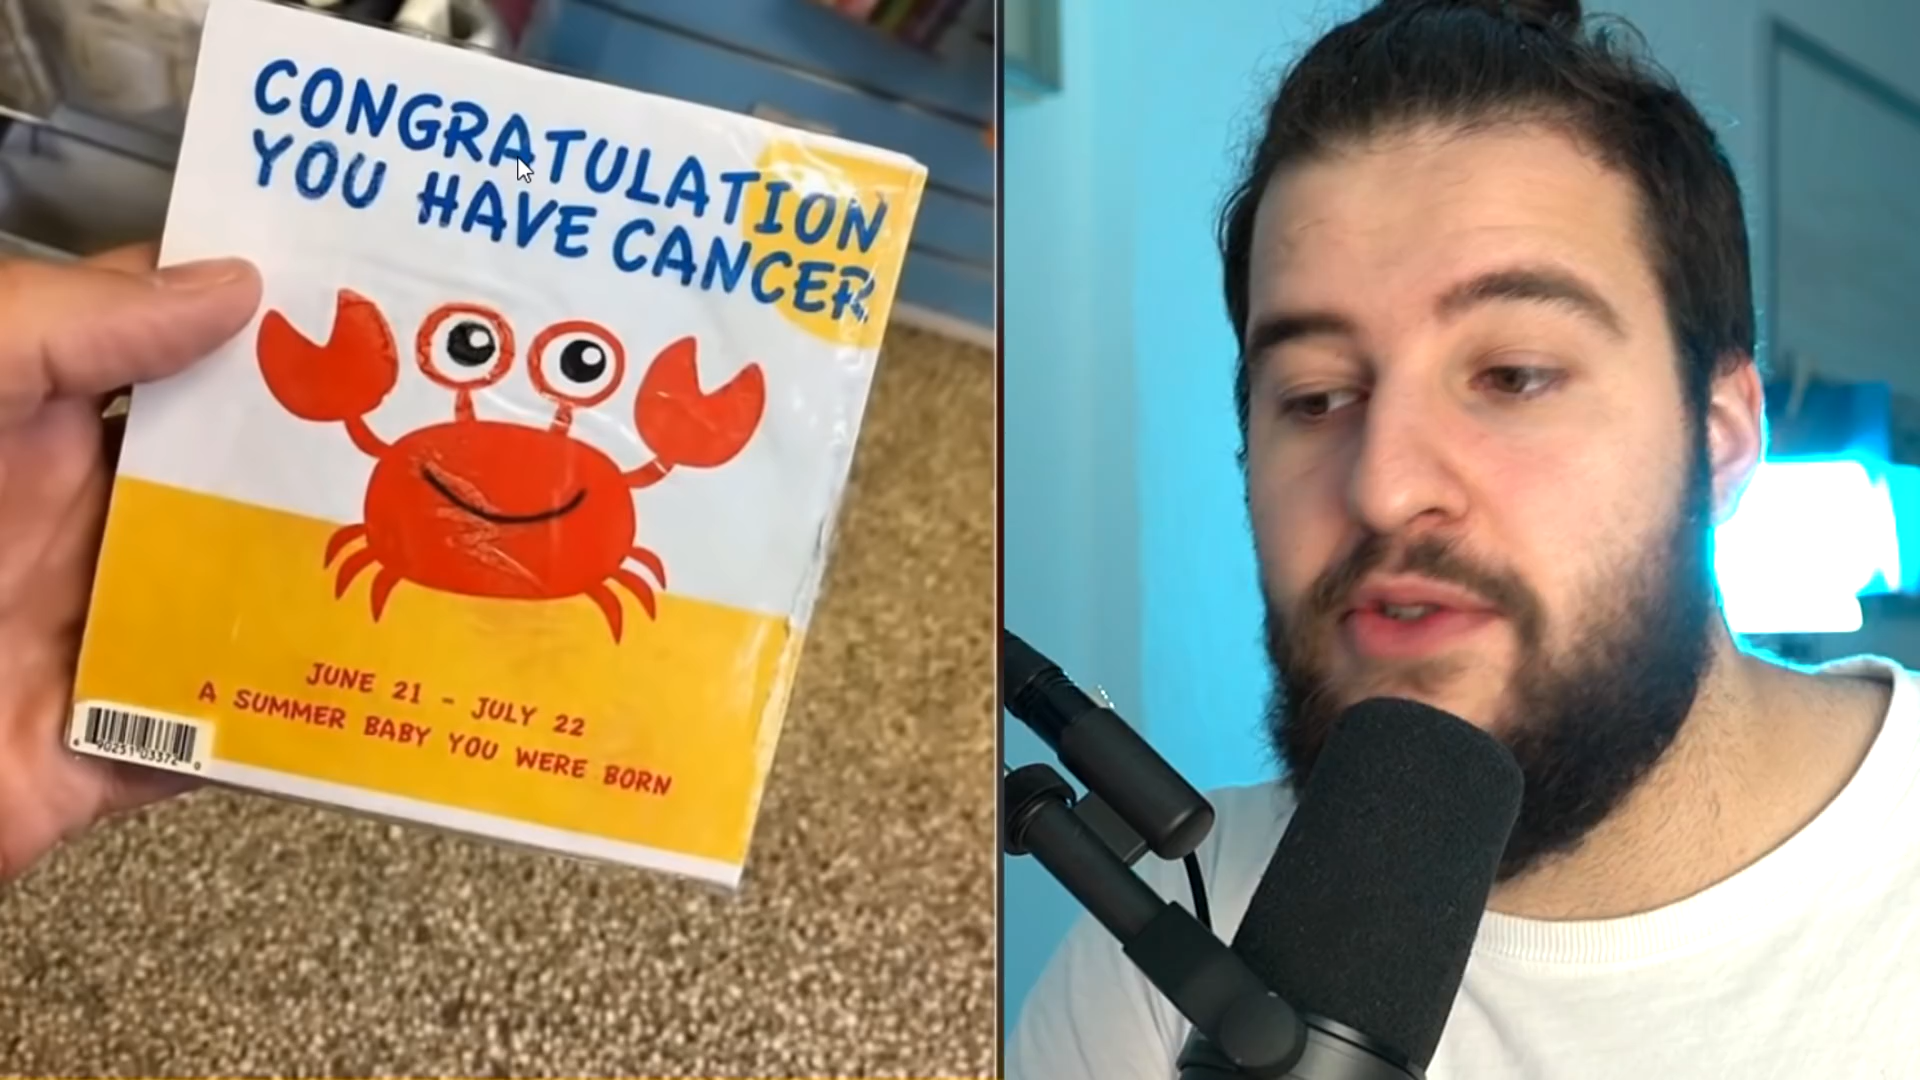 CONGRATULATION
YOU HAVE CANCER
JUNE 21 - JULY 22
A SUMMER BABY YOU WERE BORN